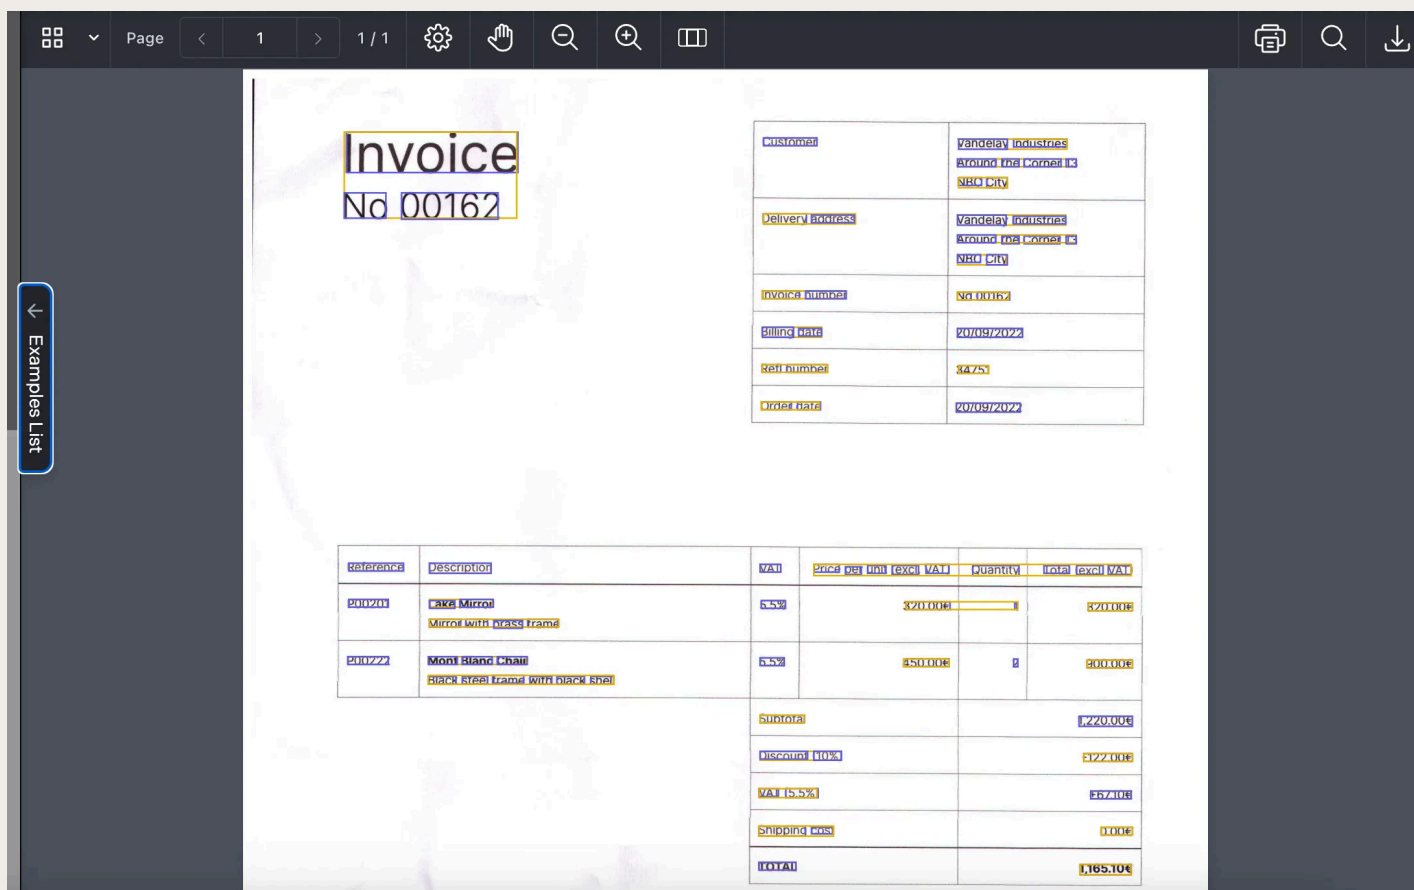 Page 1 1 / 1
Examples List
Invoice
No 00162
Customer Vandelay Industries
Around the Corner 13
NBO City
Delivery address Vandelay Industries
Around the Corner 13
NBO City
Invoice number No 00162
Billing date 20/09/2022
Ref number 34751
Order date 20/09/2022
Reference Description VAT Price per unit (excl. VAT) Quantity Total (excl. VAT)
P00201 Lake Mirror 5.5% 320.00€ 1 320.00€
Mirror with brass frame
P00222 Mont Blanc Chair 5.5% 450.00€ 2 900.00€
Black steel frame with black shell
Subtotal 1,220.00€
Discount (10%) -122.00€
VAT (5.5%) +67.10€
Shipping cost 0.00€
TOTAL 1,165.10€